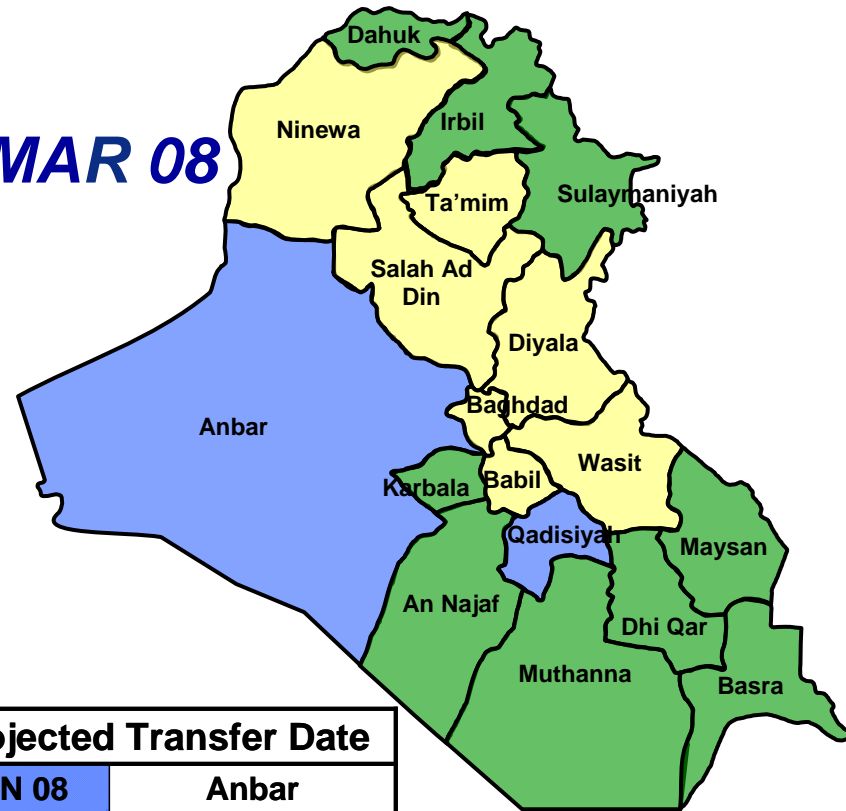 Dahuk
MAR 08
Ninewa
Irbil
Ta’mim
Sulaymaniyah
Salah Ad
Din
Diyala
Baghdad
Anbar
Wasit
Karbala
Babil
Qadisiyah
Maysan
An Najaf
Dhi Qar
Muthanna
Basra
Transfer Date
08
Anbar